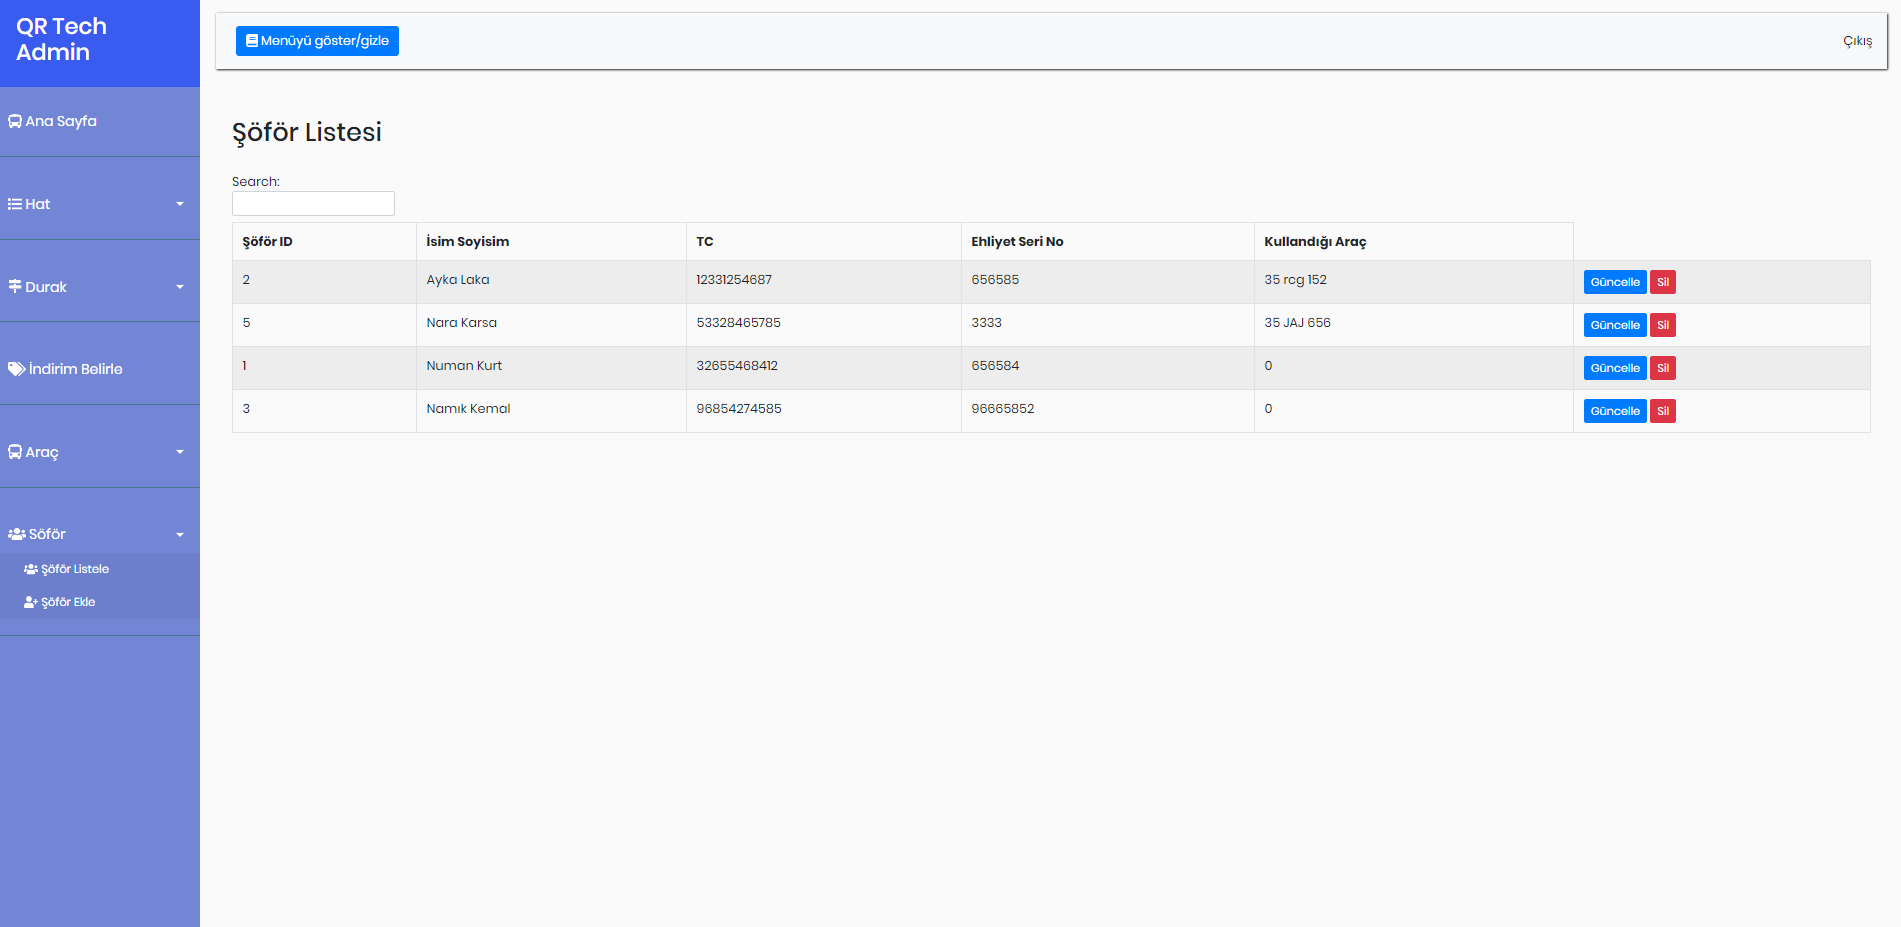 QR Tech
Admin
Menüyü göster/gizle
Çıkış
Ana Sayfa
Hat
Durak
İndirim Belirle
Araç
Söför
Şöför Listele
Şöför Ekle
Şöför Listesi
Search:
Şöför ID İsim Soyisim TC Ehliyet Seri No Kullandığı Araç
2 Ayka Laka 12331254687 656585 35 rcg 152 Güncelle Sil
5 Nara Karsa 53328465785 3333 35 JAJ 656 Güncelle Sil
1 Numan Kurt 32655468412 656584 0 Güncelle Sil
3 Namık Kemal 96854274585 96665852 0 Güncelle Sil